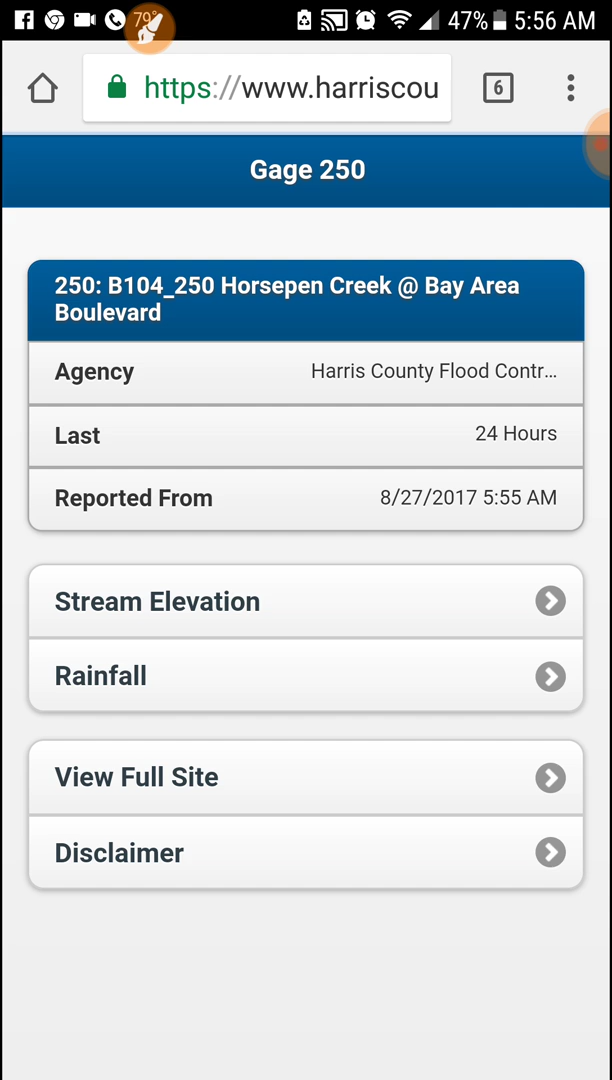 79° 47% 5:56 AM
https://www.harriscou 6
Gage 250
250: B104_250 Horsepen Creek @ Bay Area
Boulevard
Agency Harris County Flood Contr...
Last 24 Hours
Reported From 8/27/2017 5:55 AM
Stream Elevation
Rainfall
View Full Site
Disclaimer